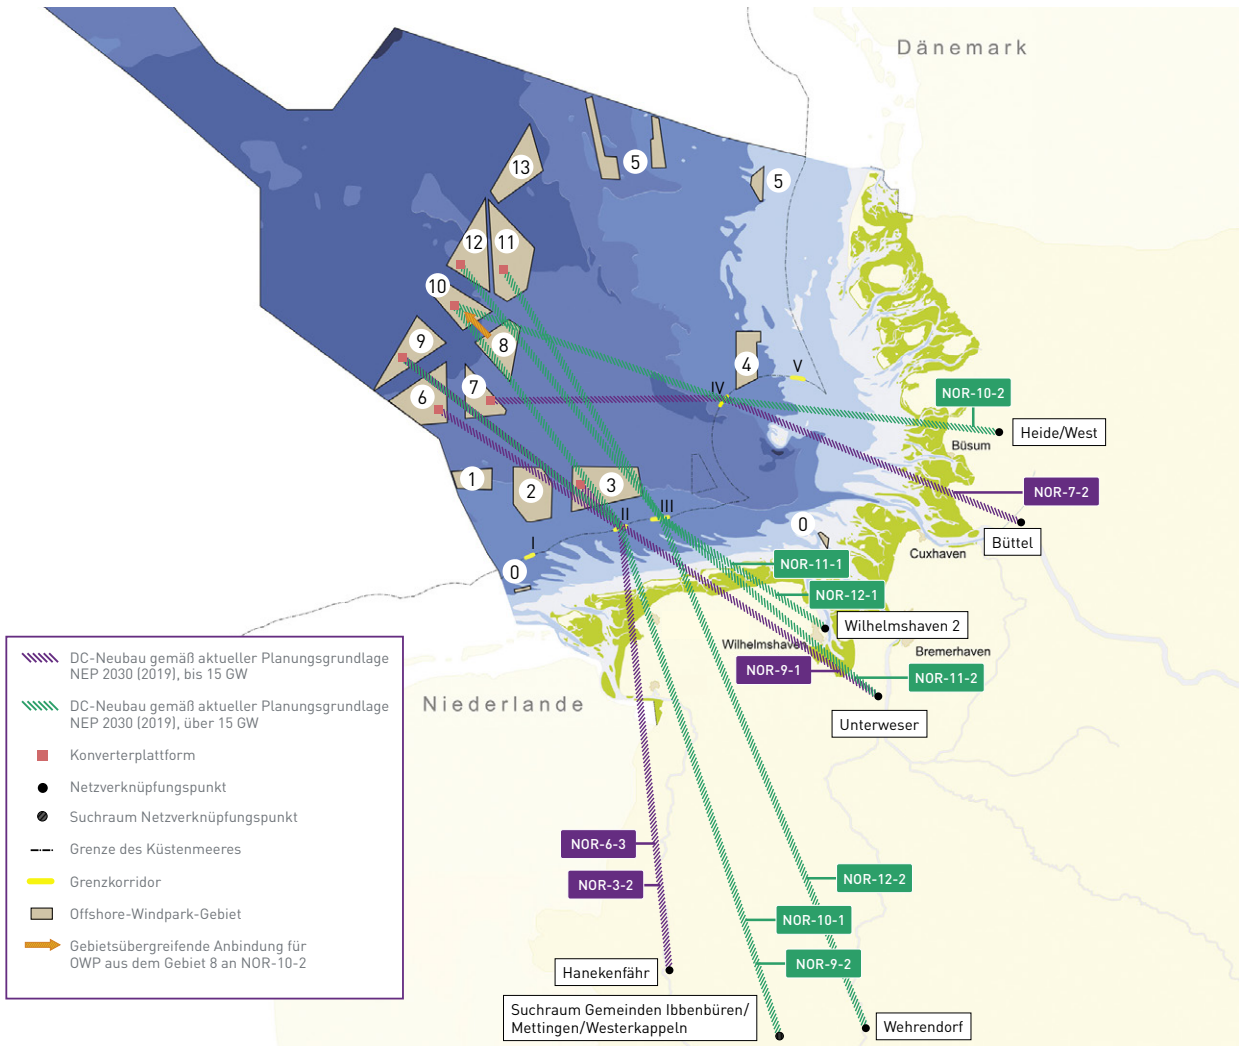 Dänemark
13
5
5
12
11
10
9
8
6
7
4
V
IV
NOR-10-2
Heide/West
Büsum
NOR-7-2
Büttel
1
2
3
II
III
I
0
0
Cuxhaven
NOR-11-1
NOR-12-1
Wilhelmshaven 2
Wilhelmshaven
Bremerhaven
NOR-9-1
NOR-11-2
Unterweser
Niederlande
DC-Neubau gemäß aktueller Planungsgrundlage
NEP 2030 (2019), bis 15 GW
DC-Neubau gemäß aktueller Planungsgrundlage
NEP 2030 (2019), über 15 GW
Konverterplattform
Netzverknüpfungspunkt
Suchraum Netzverknüpfungspunkt
Grenze des Küstenmeeres
Grenzkorridor
Offshore-Windpark-Gebiet
Gebietsübergreifende Anbindung für
OWP aus dem Gebiet 8 an NOR-10-2
NOR-6-3
NOR-3-2
NOR-12-2
NOR-10-1
NOR-9-2
Hanekenfähr
Suchraum Gemeinden Ibbenbüren/
Mettingen/Westerkappeln
Wehrendorf